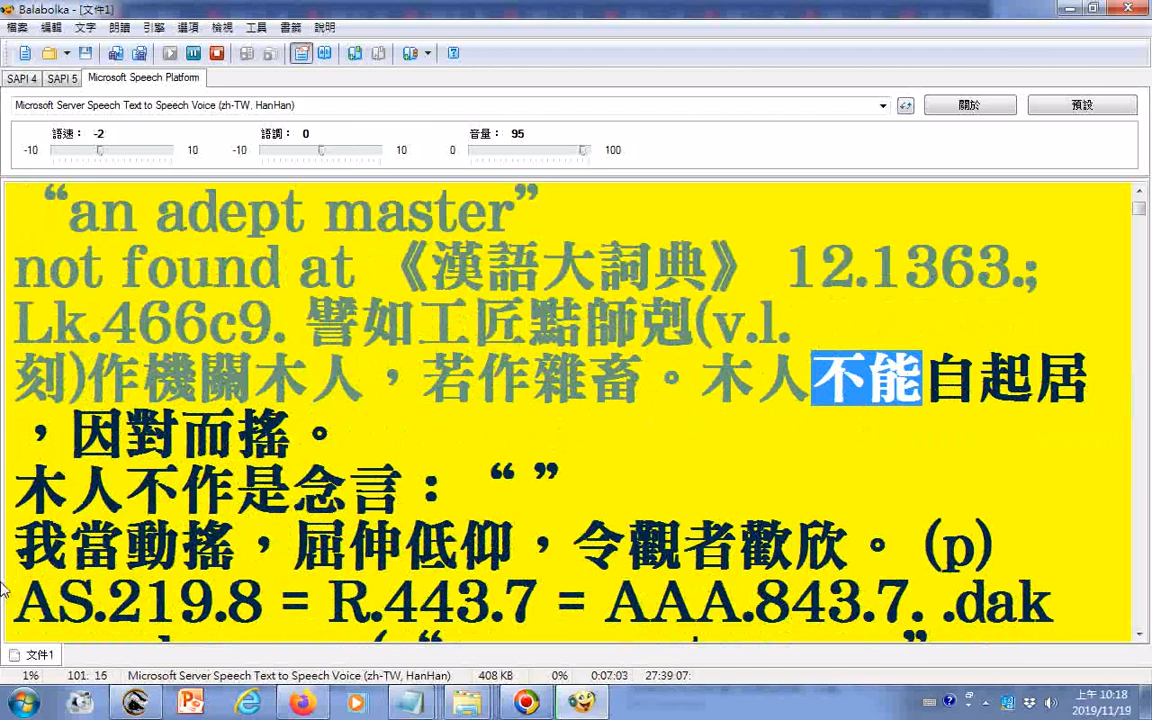 Balabolka - [文件1]
檔案 編輯 文字 朗讀 引擎 選項 檢視 工具 書籤 說明
SAPI 4 SAPI 5 Microsoft Speech Platform
Microsoft Server Speech Text to Speech Voice (zh-TW, HanHan) 關於 預設
語速： -2 語調： 0 音量： 95
-10 10 -10 10 0 100
“an adept master”
not found at 《漢語大詞典》 12.1363.;
Lk.466c9. 譬如工匠黠師剋(v.l.
刻)作機關木人，若作雜畜。木人不能自起居
，因對而搖。
木人不作是念言： “ ”
我當動搖，屈伸低仰，令觀者歡欣。(p)
AS.219.8 = R.443.7 = AAA.843.7. .dak
文件1
1% 101: 15 Microsoft Server Speech Text to Speech Voice (zh-TW, HanHan) 408 KB 0% 0:07:03 27:39:07:
上午 10:18
2019/11/19